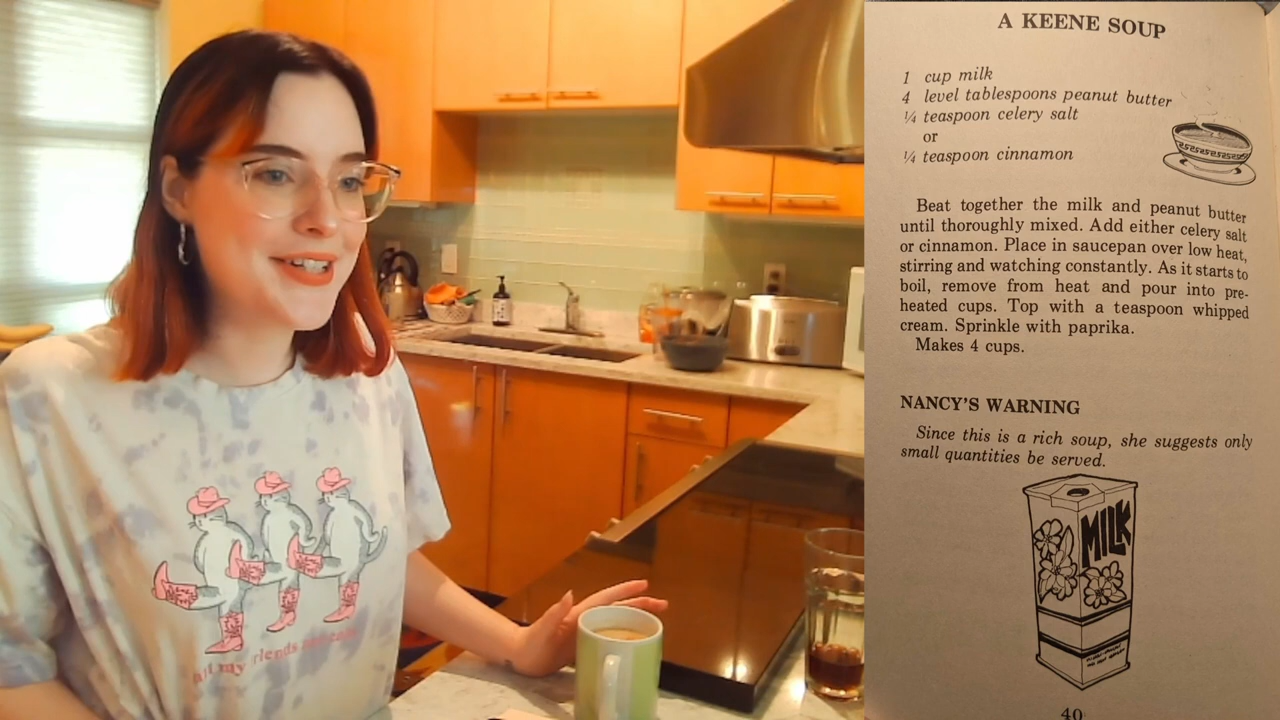 my friends
A KEENE SOUP
1 cup milk
4 level tablespoons peanut butter
¼ teaspoon celery salt
or
¼ teaspoon cinnamon
Beat together the milk and peanut butter
until thoroughly mixed. Add either celery salt
or cinnamon. Place in saucepan over low heat,
stirring and watching constantly. As it starts to
boil, remove from heat and pour into pre-
heated cups. Top with a teaspoon whipped
cream. Sprinkle with paprika.
Makes 4 cups.
NANCY'S WARNING
Since this is a rich soup, she suggests only
small quantities be served.
MILK
40